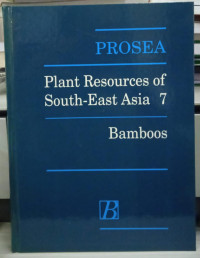 PROSEA
Plant Resources of
South-East Asia 7
Bamboos
B